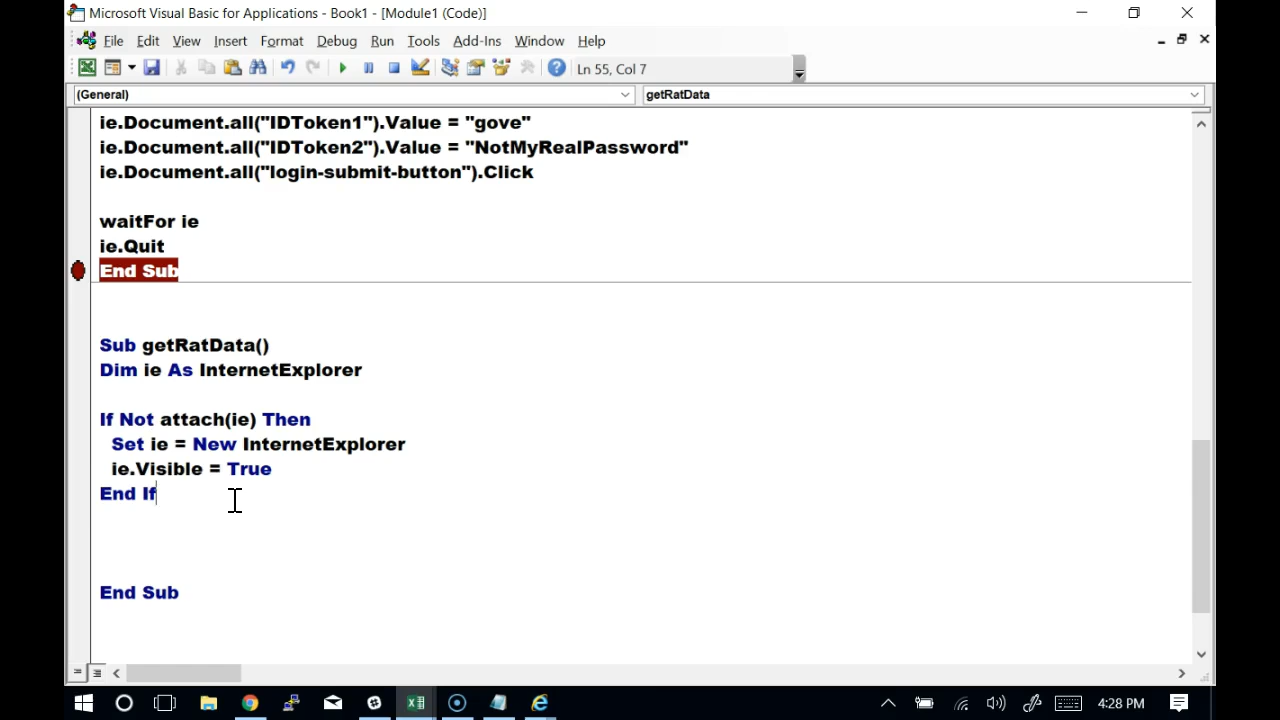 Microsoft Visual Basic for Applications - Book1 - [Module1 (Code)]
File Edit View Insert Format Debug Run Tools Add-Ins Window Help
Ln 55, Col 7
(General) getRatData
ie.Document.all("IDToken1").Value = "gove"
ie.Document.all("IDToken2").Value = "NotMyRealPassword"
ie.Document.all("login-submit-button").Click
waitFor ie
ie.Quit
End Sub
Sub getRatData()
Dim ie As InternetExplorer
If Not attach(ie) Then
Set ie = New InternetExplorer
ie.Visible = True
End If
End Sub
4:28 PM